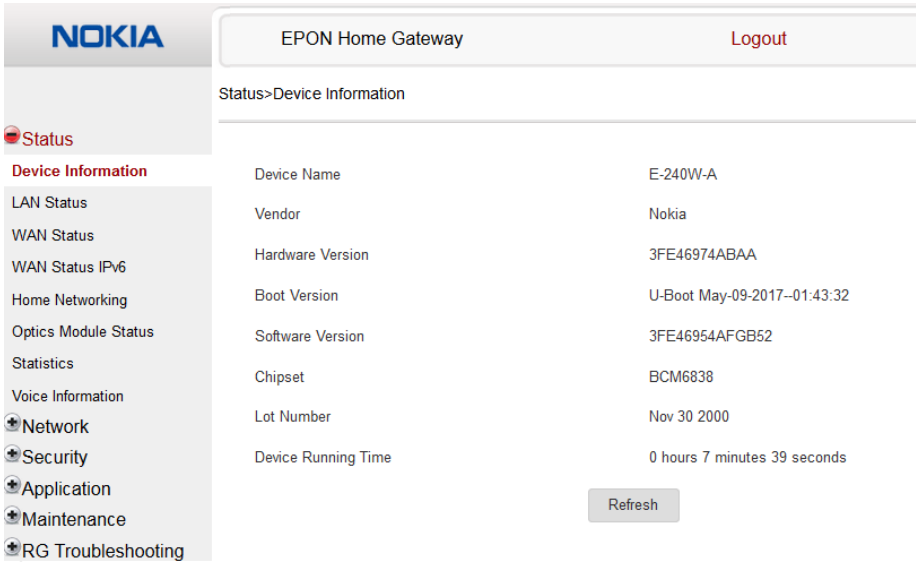 NOKIA
EPON Home Gateway
Logout
Status>Device Information
Status
Device Information
LAN Status
WAN Status
WAN Status IPv6
Home Networking
Optics Module Status
Statistics
Voice Information
Network
Security
Application
Maintenance
RG Troubleshooting
Device Name E-240W-A
Vendor Nokia
Hardware Version 3FE46974ABAA
Boot Version U-Boot May-09-2017--01:43:32
Software Version 3FE46954AFGB52
Chipset BCM6838
Lot Number Nov 30 2000
Device Running Time 0 hours 7 minutes 39 seconds
Refresh